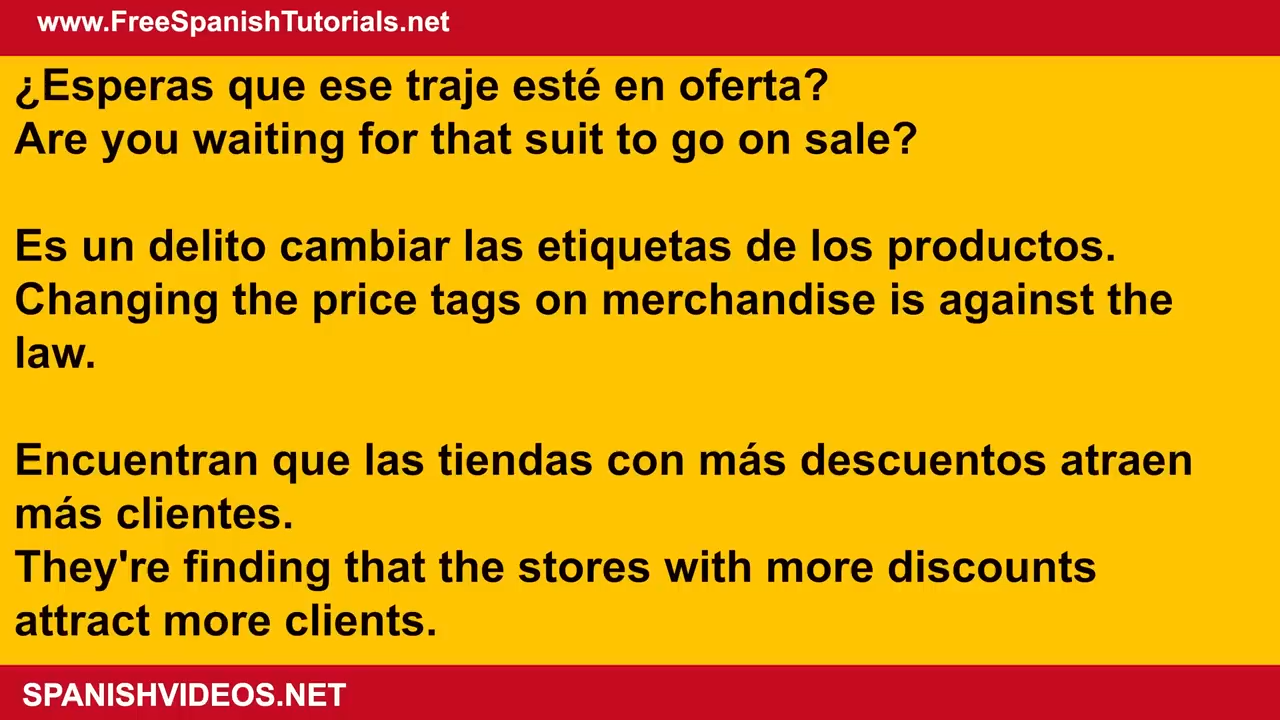 www.FreeSpanishTutorials.net
¿Esperas que ese traje esté en oferta?
Are you waiting for that suit to go on sale?
Es un delito cambiar las etiquetas de los productos.
Changing the price tags on merchandise is against the
law.
Encuentran que las tiendas con más descuentos atraen
más clientes.
They're finding that the stores with more discounts
attract more clients.
SPANISHVIDEOS.NET